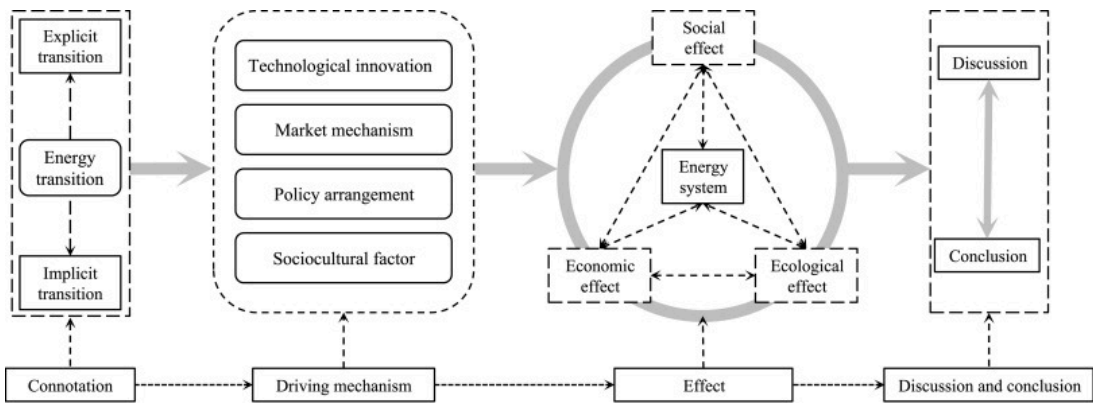 Explicit
transition
Energy
transition
Implicit
transition
Technological innovation
Market mechanism
Policy arrangement
Sociocultural factor
Social
effect
Energy
system
Economic
effect
Ecological
effect
Discussion
Conclusion
Connotation
Driving mechanism
Effect
Discussion and conclusion